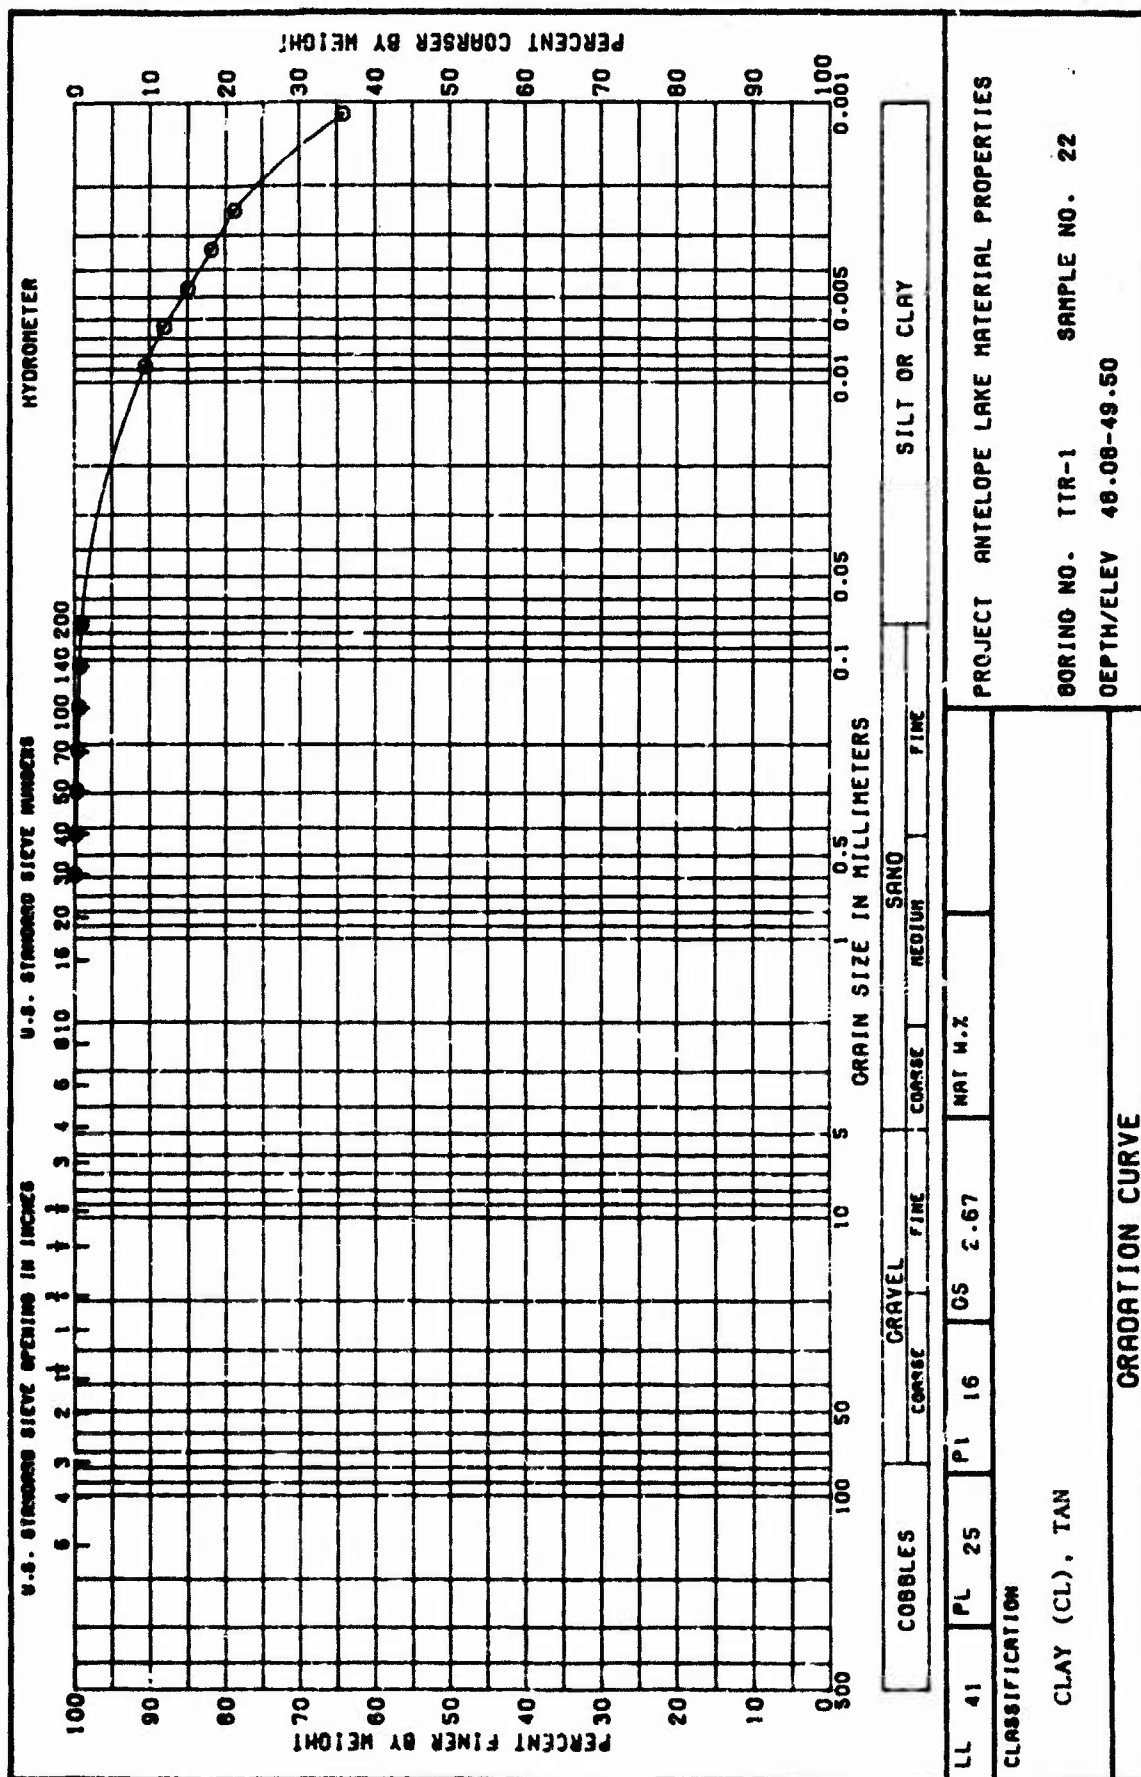 U.S. STANDARD SIEVE OPENING IN INCHES
U.S. STANDARD SIEVE NUMBERS
HYDROMETER
6 4 3 2 1½ 1 ¾ ½ ⅜ 3 4 6 8 10 16 20 30 40 50 70 100 140 200
PERCENT FINER BY WEIGHT
100
90
80
70
60
50
40
30
20
10
0
PERCENT COARSER BY WEIGHT
0
10
20
30
40
50
60
70
80
90
100
500 100 50 10 5 1 0.5 0.1 0.05 0.01 0.005 0.001
GRAIN SIZE IN MILLIMETERS
COBBLES
GRAVEL
COARSE FINE
SAND
COARSE MEDIUM FINE
SILT OR CLAY
LL 41 PL 25 PI 16 GS 2.67 NAT W.%
CLASSIFICATION
CLAY (CL), TAN
PROJECT ANTELOPE LAKE MATERIAL PROPERTIES
BORING NO. TTR-1 SAMPLE NO. 22
DEPTH/ELEV 48.08-49.50
GRADATION CURVE